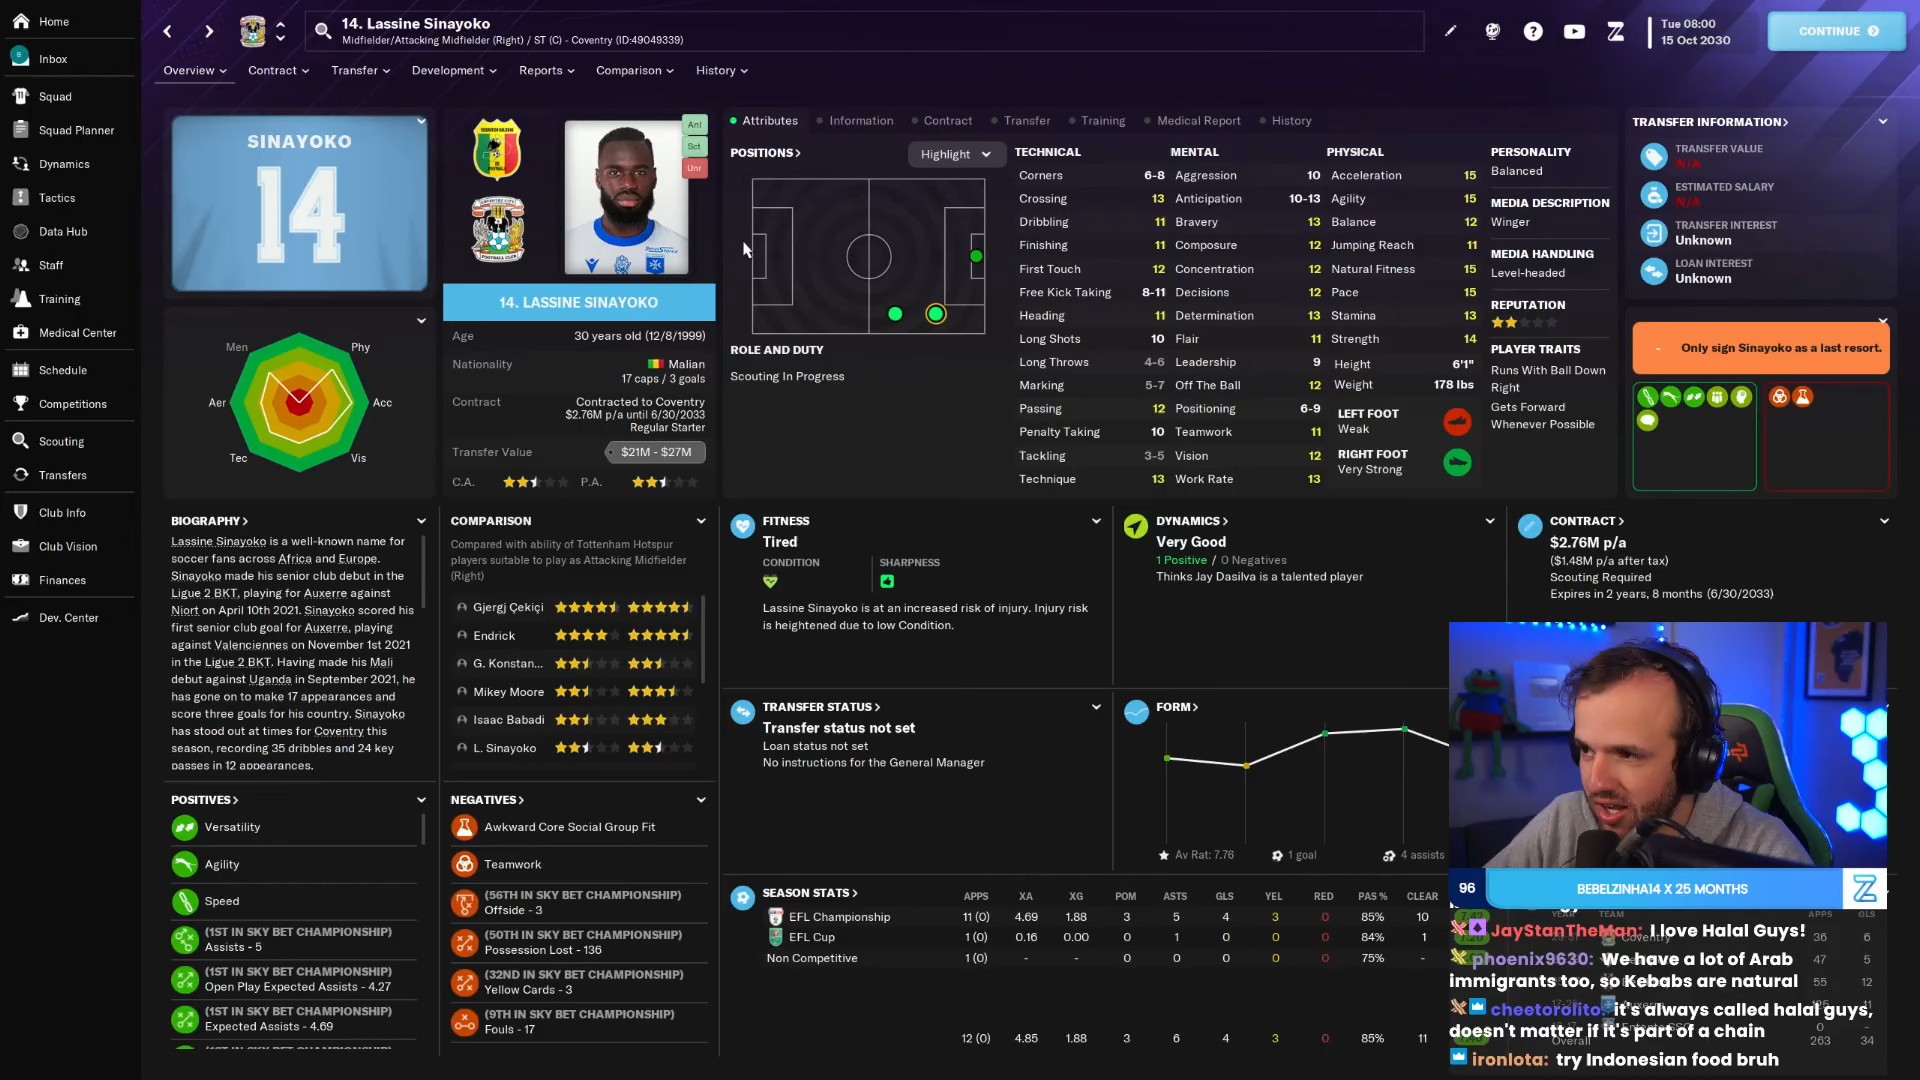 Home
Inbox
Squad
Squad Planner
Dynamics
Tactics
Data Hub
Staff
Training
Medical Center
Schedule
Competitions
Scouting
Transfers
Club Info
Club Vision
Finances
Dev. Center
14. Lassine Sinayoko
Midfielder/Attacking Midfielder (Right) / ST (C) - Coventry (ID:49049339)
Tue 08:00
15 Oct 2030
CONTINUE
Overview Contract Transfer Development Reports Comparison History
SINAYOKO
14
Men Phy
Aer Acc
Tec Vis
Anl
Sct
Unr
14. LASSINE SINAYOKO
Age 30 years old (12/8/1999)
Nationality Malian
17 caps / 3 goals
Contract Contracted to Coventry
$2.76M p/a until 6/30/2033
Regular Starter
Transfer Value $21M - $27M
C.A. P.A.
Attributes Information Contract Transfer Training Medical Report History
POSITIONS>
Highlight
ROLE AND DUTY
Scouting In Progress
TECHNICAL MENTAL PHYSICAL
Corners 6-8 Aggression 10 Acceleration 15
Crossing 13 Anticipation 10-13 Agility 15
Dribbling 11 Bravery 13 Balance 12
Finishing 11 Composure 12 Jumping Reach 11
First Touch 12 Concentration 12 Natural Fitness 15
Free Kick Taking 8-11 Decisions 12 Pace 15
Heading 11 Determination 13 Stamina 13
Long Shots 10 Flair 11 Strength 14
Long Throws 4-6 Leadership 9 Height 6'1"
Marking 5-7 Off The Ball 12 Weight 178 lbs
Passing 12 Positioning 6-9
Penalty Taking 10 Teamwork 11
Tackling 3-5 Vision 12
Technique 13 Work Rate 13
LEFT FOOT
Weak
RIGHT FOOT
Very Strong
PERSONALITY
Balanced
MEDIA DESCRIPTION
Winger
MEDIA HANDLING
Level-headed
REPUTATION
PLAYER TRAITS
Runs With Ball Down
Right
Gets Forward
Whenever Possible
TRANSFER INFORMATION>
TRANSFER VALUE
N/A
ESTIMATED SALARY
N/A
TRANSFER INTEREST
Unknown
LOAN INTEREST
Unknown
- Only sign Sinayoko as a last resort.
BIOGRAPHY>
Lassine Sinayoko is a well-known name for
soccer fans across Africa and Europe.
Sinayoko made his senior club debut in the
Ligue 2 BKT, playing for Auxerre against
Niort on April 10th 2021. Sinayoko scored his
first senior club goal for Auxerre, playing
against Valenciennes on November 1st 2021
in the Ligue 2 BKT. Having made his Mali
debut against Uganda in September 2021, he
has gone on to make 17 appearances and
score three goals for his country. Sinayoko
has stood out at times for Coventry this
season, recording 35 dribbles and 24 key
passes in 12 appearances.
COMPARISON
Compared with ability of Tottenham Hotspur
players suitable to play as Attacking Midfielder
(Right)
Gjergj Çekiçi
Endrick
G. Konstan...
Mikey Moore
Isaac Babadi
L. Sinayoko
POSITIVES>
Versatility
Agility
Speed
(1ST IN SKY BET CHAMPIONSHIP)
Assists - 5
(1ST IN SKY BET CHAMPIONSHIP)
Open Play Expected Assists - 4.27
(1ST IN SKY BET CHAMPIONSHIP)
Expected Assists - 4.69
NEGATIVES>
Awkward Core Social Group Fit
Teamwork
(56TH IN SKY BET CHAMPIONSHIP)
Offside - 3
(50TH IN SKY BET CHAMPIONSHIP)
Possession Lost - 136
(32ND IN SKY BET CHAMPIONSHIP)
Yellow Cards - 3
(9TH IN SKY BET CHAMPIONSHIP)
Fouls - 17
FITNESS
Tired
CONDITION SHARPNESS
Lassine Sinayoko is at an increased risk of injury. Injury risk
is heightened due to low Condition.
DYNAMICS>
Very Good
1 Positive / 0 Negatives
Thinks Jay Dasilva is a talented player
CONTRACT>
$2.76M p/a
($1.48M p/a after tax)
Scouting Required
Expires in 2 years, 8 months (6/30/2033)
TRANSFER STATUS>
Transfer status not set
Loan status not set
No instructions for the General Manager
FORM>
Av Rat: 7.76 1 goal 4 assists
SEASON STATS> APPS XA XG POM ASTS GLS YEL RED PAS % CLEAR
EFL Championship 11 (0) 4.69 1.88 3 5 4 3 0 85% 10
EFL Cup 1 (0) 0.16 0.00 0 1 0 0 0 84% 1
Non Competitive 1 (0) - - 0 0 0 0 0 75% -
12 (0) 4.85 1.88 3 6 4 3 0 85% 11
96 BEBELZINHA14 X 25 MONTHS
TEAM APPS GLS
Coventry 36 6
47 5
55 12
0 -
Overall 263 34
JayStanTheMan: I love Halal Guys!
phoenix9630: We have a lot of Arab
immigrants too, so Kebabs are natural
cheetorolito: it's always called halal guys,
doesn't matter if it's part of a chain
ironlota: try Indonesian food bruh